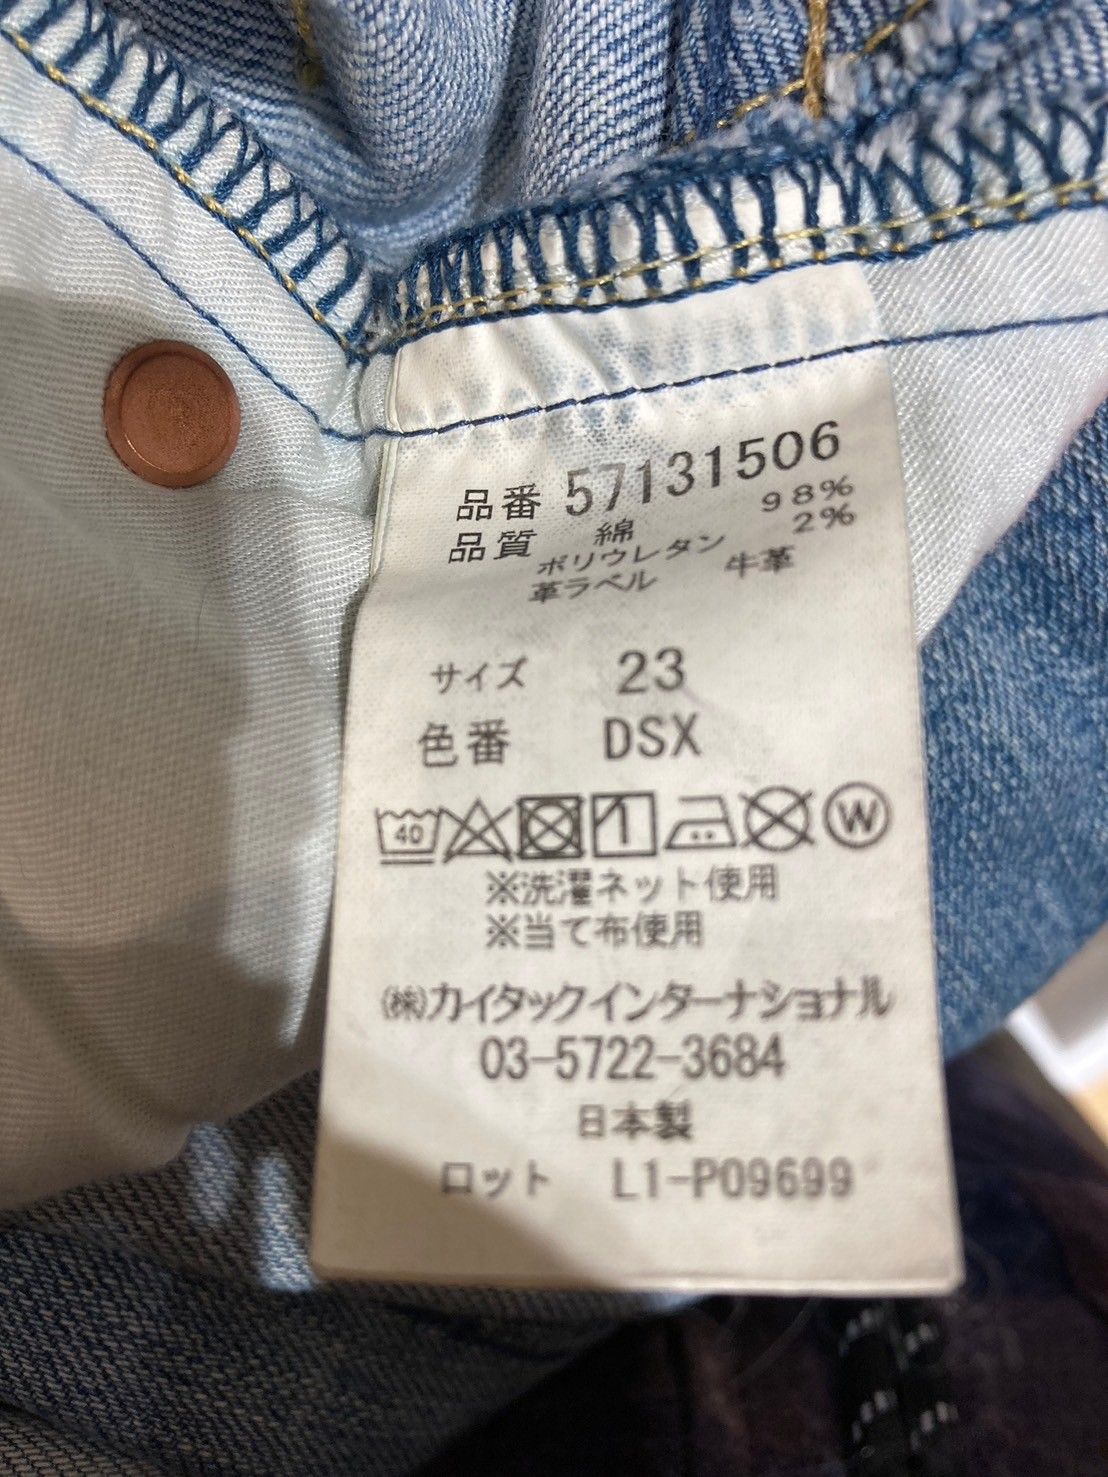 品番 57131506
品質 綿 98%
ポリウレタン 2%
革ラベル 牛革
サイズ 23
色番 DSX
40 W
※洗濯ネット使用
※当て布使用
㈱カイタックインターナショナル
03-5722-3684
日本製
ロット L1-P09699